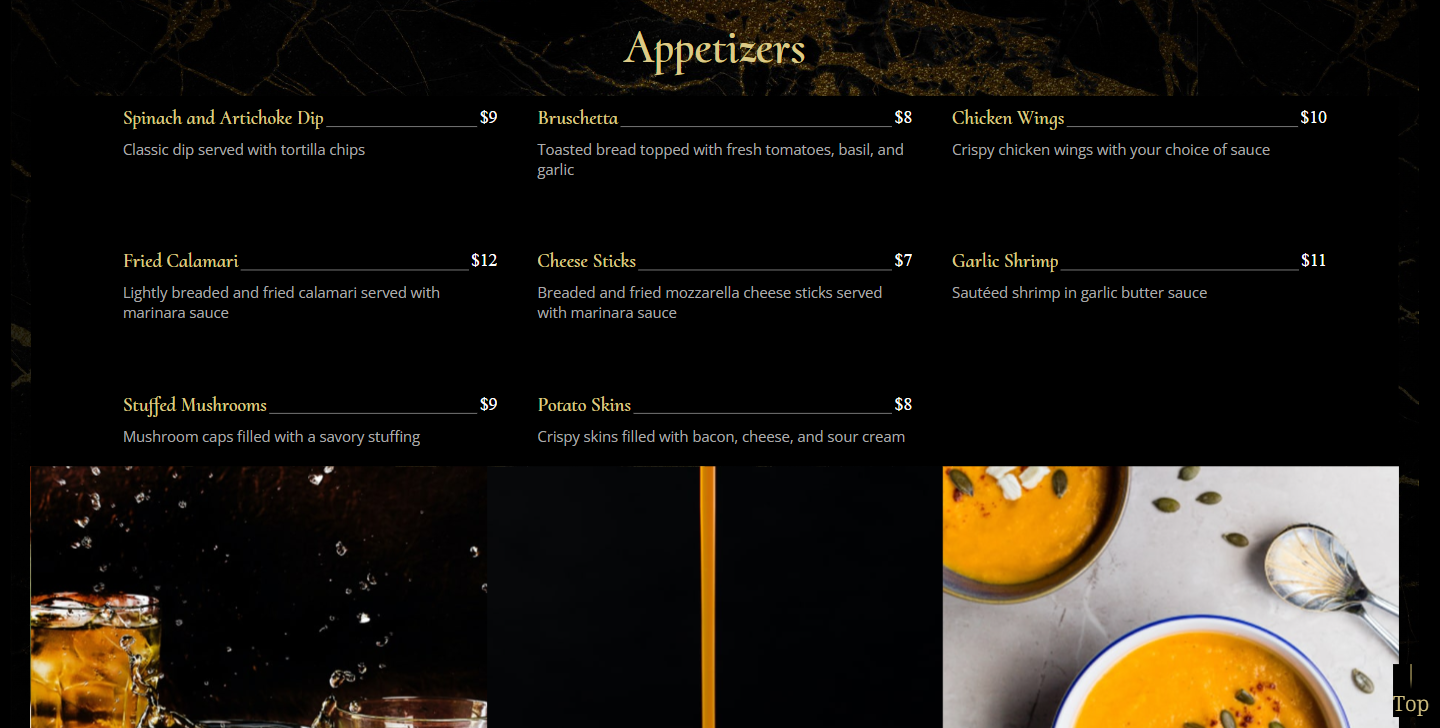 Appetizers
Spinach and Artichoke Dip $9
Classic dip served with tortilla chips
Bruschetta $8
Toasted bread topped with fresh tomatoes, basil, and
garlic
Chicken Wings $10
Crispy chicken wings with your choice of sauce
Fried Calamari $12
Lightly breaded and fried calamari served with
marinara sauce
Cheese Sticks $7
Breaded and fried mozzarella cheese sticks served
with marinara sauce
Garlic Shrimp $11
Sautéed shrimp in garlic butter sauce
Stuffed Mushrooms $9
Mushroom caps filled with a savory stuffing
Potato Skins $8
Crispy skins filled with bacon, cheese, and sour cream
Top